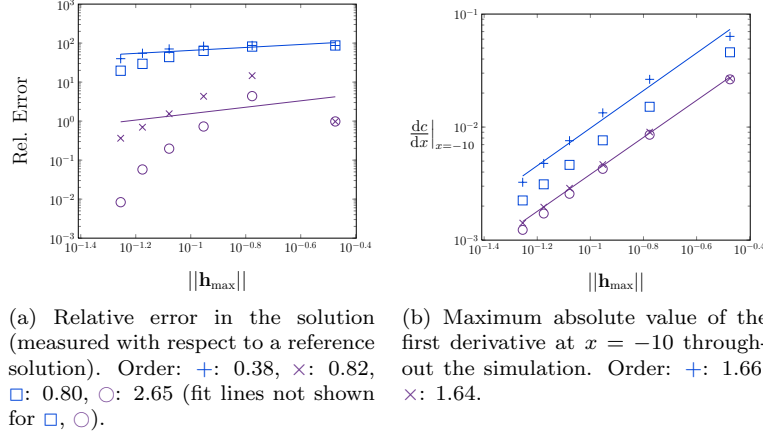 10^3
10^2
10^1
10^0
10^{-1}
10^{-2}
10^{-3}
Rel. Error
10^{-1.4} 10^{-1.2} 10^{-1} 10^{-0.8} 10^{-0.6} 10^{-0.4}
||h_max||
(a) Relative error in the solution
(measured with respect to a reference
solution). Order: +: 0.38, ×: 0.82,
□: 0.80, ○: 2.65 (fit lines not shown
for □, ○).
10^{-1}
10^{-2}
10^{-3}
dc/dx|_{x=−10}
10^{-1.4} 10^{-1.2} 10^{-1} 10^{-0.8} 10^{-0.6} 10^{-0.4}
||h_max||
(b) Maximum absolute value of the
first derivative at x = −10 through-
out the simulation. Order: +: 1.66
×: 1.64.